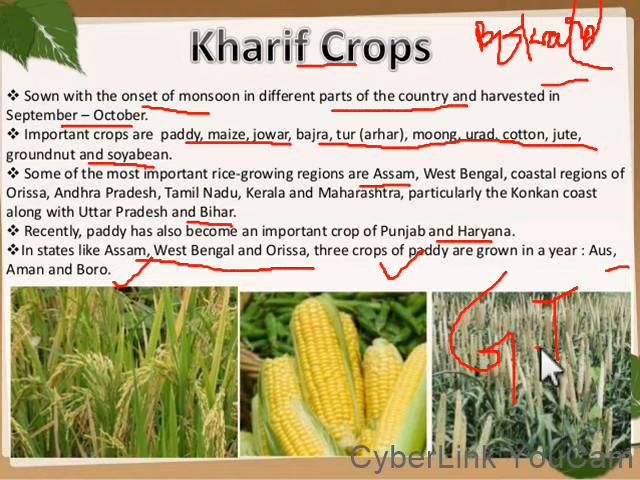 Kharif Crops
❖ Sown with the onset of monsoon in different parts of the country and harvested in
September – October.
❖ Important crops are paddy, maize, jowar, bajra, tur (arhar), moong, urad, cotton, jute,
groundnut and soyabean.
❖ Some of the most important rice-growing regions are Assam, West Bengal, coastal regions of
Orissa, Andhra Pradesh, Tamil Nadu, Kerala and Maharashtra, particularly the Konkan coast
along with Uttar Pradesh and Bihar.
❖ Recently, paddy has also become an important crop of Punjab and Haryana.
❖In states like Assam, West Bengal and Orissa, three crops of paddy are grown in a year : Aus,
Aman and Boro.
GI
CyberLink YouCam